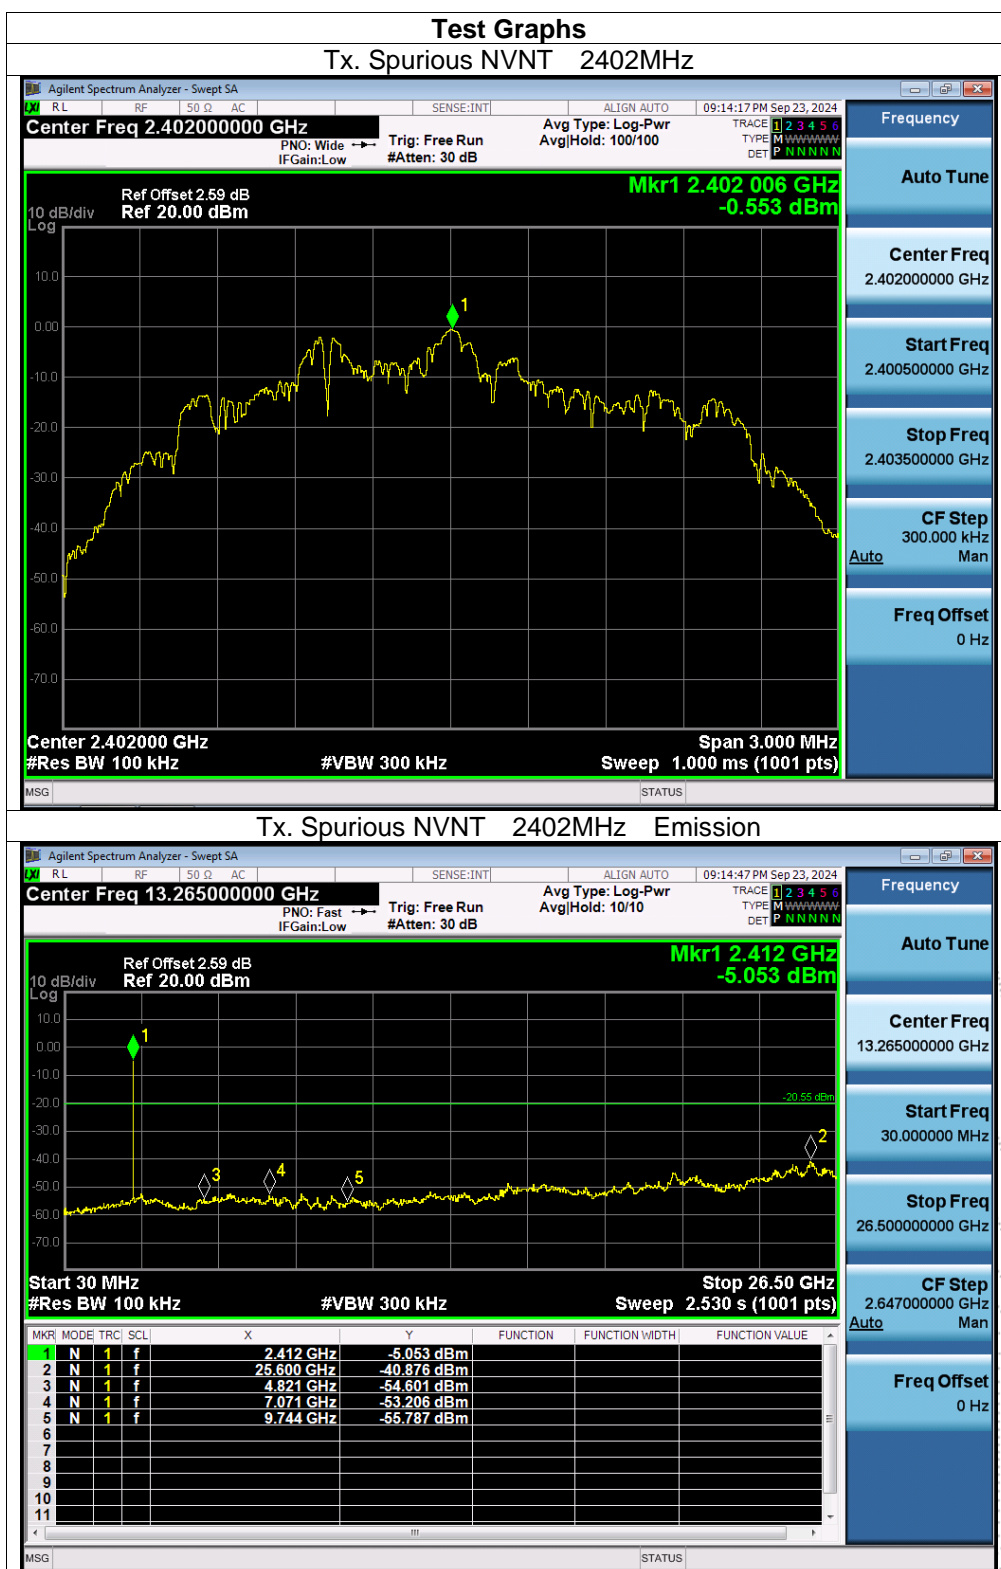 Test Graphs
Tx. Spurious NVNT 2402MHz
Agilent Spectrum Analyzer - Swept SA
LXI RL RF 50 Ω AC SENSE:INT ALIGN AUTO 09:14:17 PM Sep 23, 2024
Center Freq 2.402000000 GHz
PNO: Wide
IFGain:Low
Trig: Free Run
#Atten: 30 dB
Avg Type: Log-Pwr
Avg|Hold: 100/100
TRACE 1 2 3 4 5 6
TYPE M WWWWW
DET P N N N N N
Ref Offset 2.59 dB
10 dB/div Ref 20.00 dBm
Log
Mkr1 2.402 006 GHz
-0.553 dBm
10.0
0.00
-10.0
-20.0
-30.0
-40.0
-50.0
-60.0
-70.0
1
Center 2.402000 GHz Span 3.000 MHz
#Res BW 100 kHz #VBW 300 kHz Sweep 1.000 ms (1001 pts)
MSG STATUS
Frequency
Auto Tune
Center Freq
2.402000000 GHz
Start Freq
2.400500000 GHz
Stop Freq
2.403500000 GHz
CF Step
300.000 kHz
Auto Man
Freq Offset
0 Hz
Tx. Spurious NVNT 2402MHz Emission
Agilent Spectrum Analyzer - Swept SA
LXI RL RF 50 Ω AC SENSE:INT ALIGN AUTO 09:14:47 PM Sep 23, 2024
Center Freq 13.265000000 GHz
PNO: Fast
IFGain:Low
Trig: Free Run
#Atten: 30 dB
Avg Type: Log-Pwr
Avg|Hold: 10/10
TRACE 1 2 3 4 5 6
TYPE M WWWWW
DET P N N N N N
Ref Offset 2.59 dB
10 dB/div Ref 20.00 dBm
Log
Mkr1 2.412 GHz
-5.053 dBm
10.0
0.00
-10.0
-20.0
-30.0
-40.0
-50.0
-60.0
-70.0
-20.55 dBm
1
2
3
4
5
Start 30 MHz Stop 26.50 GHz
#Res BW 100 kHz #VBW 300 kHz Sweep 2.530 s (1001 pts)
MKR MODE TRC SCL X Y FUNCTION FUNCTION WIDTH FUNCTION VALUE
1 N 1 f 2.412 GHz -5.053 dBm
2 N 1 f 25.600 GHz -40.876 dBm
3 N 1 f 4.821 GHz -54.601 dBm
4 N 1 f 7.071 GHz -53.206 dBm
5 N 1 f 9.744 GHz -55.787 dBm
6
7
8
9
10
11
MSG STATUS
Frequency
Auto Tune
Center Freq
13.265000000 GHz
Start Freq
30.000000 MHz
Stop Freq
26.500000000 GHz
CF Step
2.647000000 GHz
Auto Man
Freq Offset
0 Hz